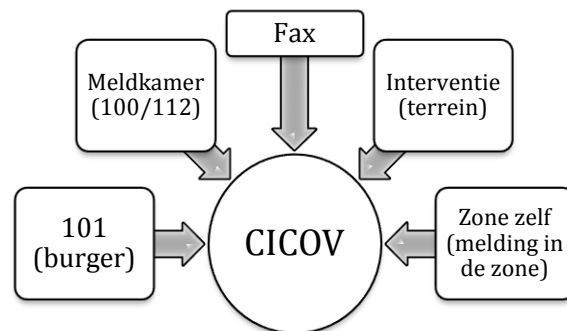 Fax
Meldkamer
(100/112)
Interventie
(terrein)
101
(burger)
CICOV
Zone zelf
(melding in
de zone)